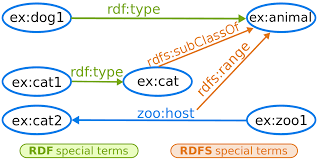 rdf:type
ex:dog1
ex:animal
rdfs:subClassOf
rdfs:range
rdf:type
ex:cat1
ex:cat
zoo:host
ex:cat2
ex:zoo1
RDF special terms
RDFS special terms